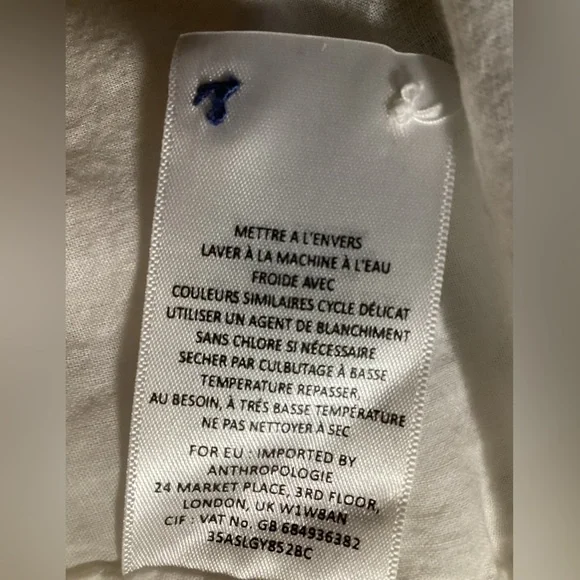 METTRE A L'ENVERS
LAVER À LA MACHINE À L'EAU
FROIDE AVEC
COULEURS SIMILAIRES CYCLE DÉLICAT
UTILISER UN AGENT DE BLANCHIMENT
SANS CHLORE SI NÉCESSAIRE
SECHER PAR CULBUTAGE À BASSE
TEMPERATURE REPASSER,
AU BESOIN, À TRÉS BASSE TEMPÉRATURE
NE PAS NETTOYER À SEC
FOR EU : IMPORTED BY
ANTHROPOLOGIE
24 MARKET PLACE, 3RD FLOOR,
LONDON, UK W1W8AN
CIF : VAT No. GB 684936382
35ASLGY852BC